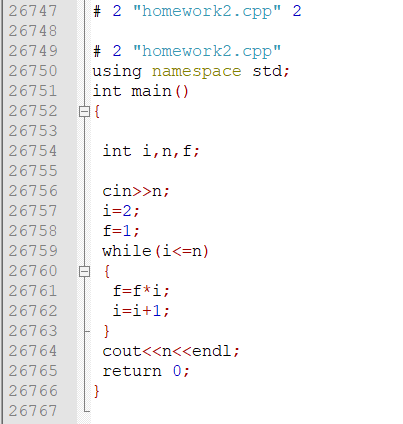 26747 # 2 "homework2.cpp" 2
26748
26749 # 2 "homework2.cpp"
26750 using namespace std;
26751 int main()
26752 {
26753
26754 int i,n,f;
26755
26756 cin>>n;
26757 i=2;
26758 f=1;
26759 while(i<=n)
26760 {
26761 f=f*i;
26762 i=i+1;
26763 }
26764 cout<<n<<endl;
26765 return 0;
26766 }
26767